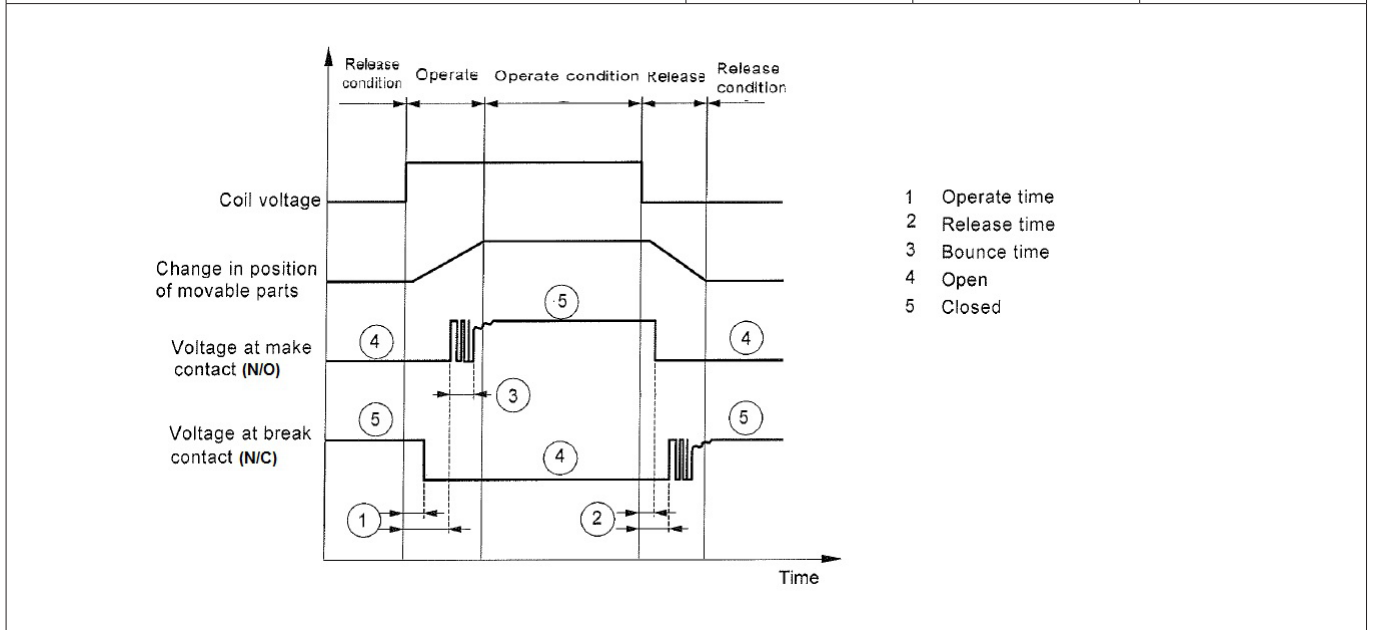 Release
condition
Operate
Operate condition
Release
Release
condition
Coil voltage
Change in position
of movable parts
Voltage at make
contact (N/O)
Voltage at break
contact (N/C)
4
5
4
3
5
4
5
1
2
Time
1 Operate time
2 Release time
3 Bounce time
4 Open
5 Closed